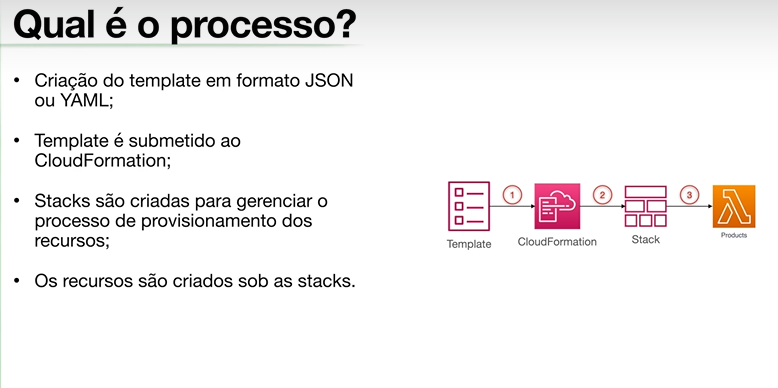 Qual é o processo?
• Criação do template em formato JSON
ou YAML;
• Template é submetido ao
CloudFormation;
• Stacks são criadas para gerenciar o
processo de provisionamento dos
recursos;
• Os recursos são criados sob as stacks.
1 2 3
Template CloudFormation Stack Products